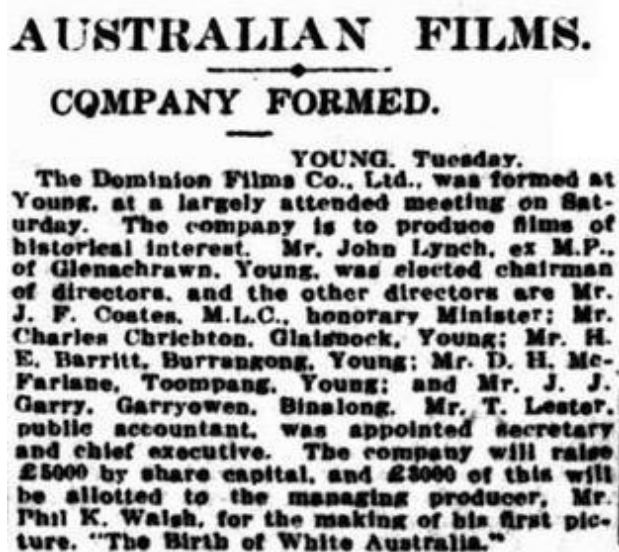 AUSTRALIAN FILMS.
COMPANY FORMED.
YOUNG, Tuesday.
The Dominion Films Co., Ltd., was formed at
Young, at a largely attended meeting on Sat-
urday. The company is to produce films of
historical interest. Mr. John Lynch, ex M.P.,
of Glenachrawn, Young, was elected chairman
of directors, and the other directors are Mr.
J. F. Coates, M.L.C., honorary Minister; Mr.
Charles Chrichton, Glaisnock, Young; Mr. H.
E. Barritt, Burrangong, Young; Mr. D. H. Mc-
Farlane, Toompang, Young; and Mr. J. J.
Garry, Garryowen, Binalong. Mr. T. Lester,
public accountant, was appointed secretary
and chief executive. The company will raise
£5000 by share capital, and £3000 of this will
be allotted to the managing producer, Mr.
Phil K. Walsh, for the making of his first pic-
ture, "The Birth of White Australia."